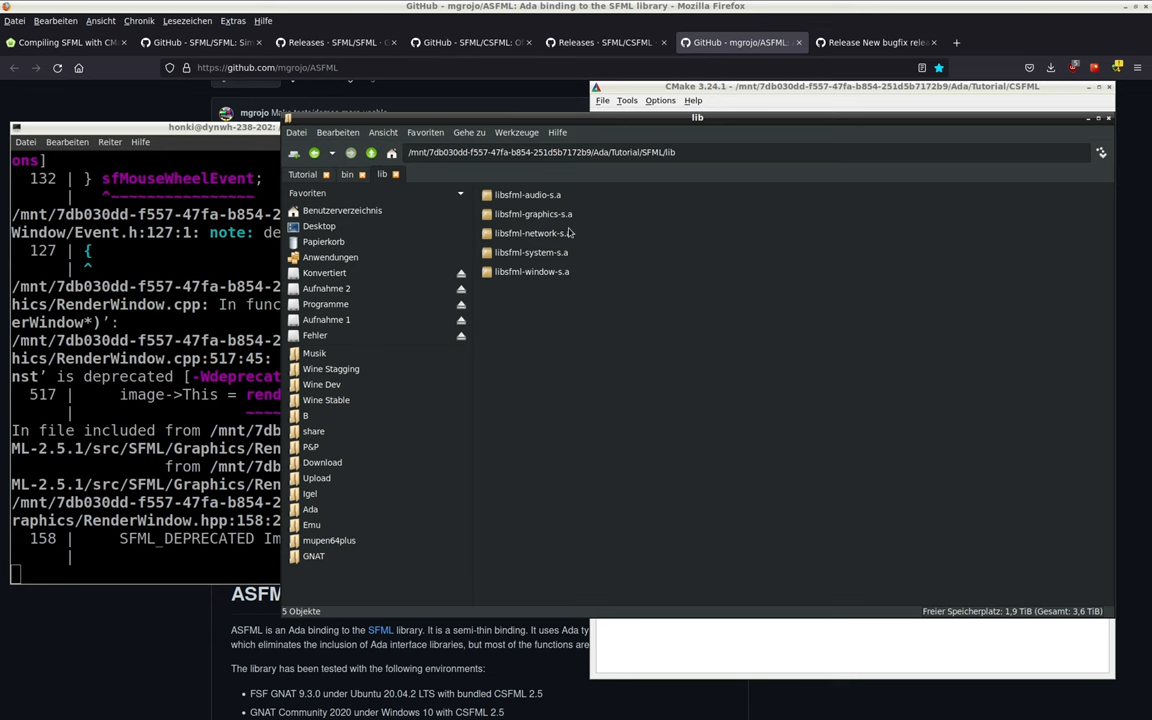 GitHub - mgrojo/ASFML: Ada binding to the SFML library - Mozilla Firefox
Datei Bearbeiten Ansicht Chronik Lesezeichen Extras Hilfe
Compiling SFML with CM
GitHub - SFML/SFML: Sim
Releases · SFML/SFML · G
GitHub - SFML/CSFML: O
Releases · SFML/CSFML ·
GitHub - mgrojo/ASFML:
Release New bugfix rele
https://github.com/mgrojo/ASFML
mgrojo
CMake 3.24.1 - /mnt/7db030dd-f557-47fa-b854-251d5b7172b9/Ada/Tutorial/CSFML
File Tools Options Help
honki@dynwh-238-202:
Datei Bearbeiten Reiter Hilfe
ons]
132 | } sfMouseWheelEvent;
| ^~~~~~~~~~~~~~~~~
/mnt/7db030dd-f557-47fa-b854-2
Window/Event.h:127:1: note: de
127 | {
| ^
/mnt/7db030dd-f557-47fa-b854-2
hics/RenderWindow.cpp: In func
erWindow*)’:
/mnt/7db030dd-f557-47fa-b854-2
hics/RenderWindow.cpp:517:45:
nst’ is deprecated [-Wdeprecat
517 | image->This = rend
| ~~~~
In file included from /mnt/7db
ML-2.5.1/src/SFML/Graphics/Ren
from /mnt/7db
ML-2.5.1/src/SFML/Graphics/Ren
/mnt/7db030dd-f557-47fa-b854-2
raphics/RenderWindow.hpp:158:2
158 | SFML_DEPRECATED Im
|
lib
Datei Bearbeiten Ansicht Favoriten Gehe zu Werkzeuge Hilfe
/mnt/7db030dd-f557-47fa-b854-251d5b7172b9/Ada/Tutorial/SFML/lib
Tutorial bin lib
Favoriten
Benutzerverzeichnis
Desktop
Papierkorb
Anwendungen
Konvertiert
Aufnahme 2
Programme
Aufnahme 1
Fehler
Musik
Wine Stagging
Wine Dev
Wine Stable
B
share
P&P
Download
Upload
Igel
Ada
Emu
mupen64plus
GNAT
libsfml-audio-s.a
libsfml-graphics-s.a
libsfml-network-s.a
libsfml-system-s.a
libsfml-window-s.a
5 Objekte
Freier Speicherplatz: 1,9 TiB (Gesamt: 3,6 TiB)
ASFM
ASFML is an Ada binding to the SFML library. It is a semi-thin binding. It uses Ada ty
which eliminates the inclusion of Ada interface libraries, but most of the functions are
The library has been tested with the following environments:
• FSF GNAT 9.3.0 under Ubuntu 20.04.2 LTS with bundled CSFML 2.5
• GNAT Community 2020 under Windows 10 with CSFML 2.5